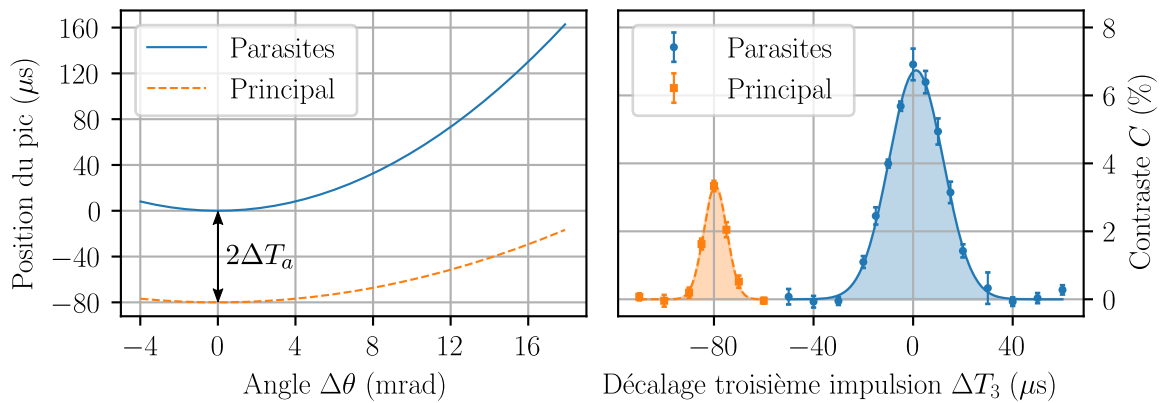 Position du pic (μs)
160
120
80
40
0
−40
−80
Parasites
Principal
2ΔTₐ
−4
0
4
8
12
16
Angle Δθ (mrad)
Parasites
Principal
8
6
4
2
0
Contraste C (%)
−80
−40
0
40
Décalage troisième impulsion ΔT₃ (μs)